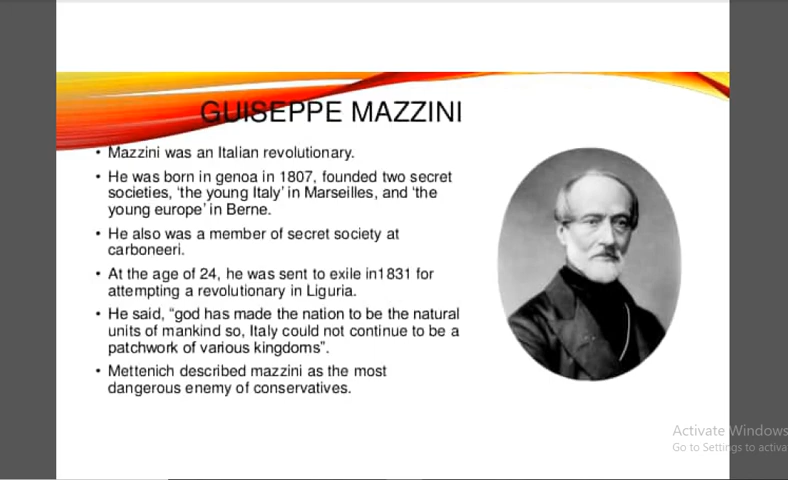 GUISEPPE MAZZINI
• Mazzini was an Italian revolutionary.
• He was born in genoa in 1807, founded two secret
societies, ‘the young Italy’ in Marseilles, and ‘the
young europe’ in Berne.
• He also was a member of secret society at
carboneeri.
• At the age of 24, he was sent to exile in1831 for
attempting a revolutionary in Liguria.
• He said, “god has made the nation to be the natural
units of mankind so, Italy could not continue to be a
patchwork of various kingdoms”.
• Mettenich described mazzini as the most
dangerous enemy of conservatives.
Activate Windows
Go to Settings to activa